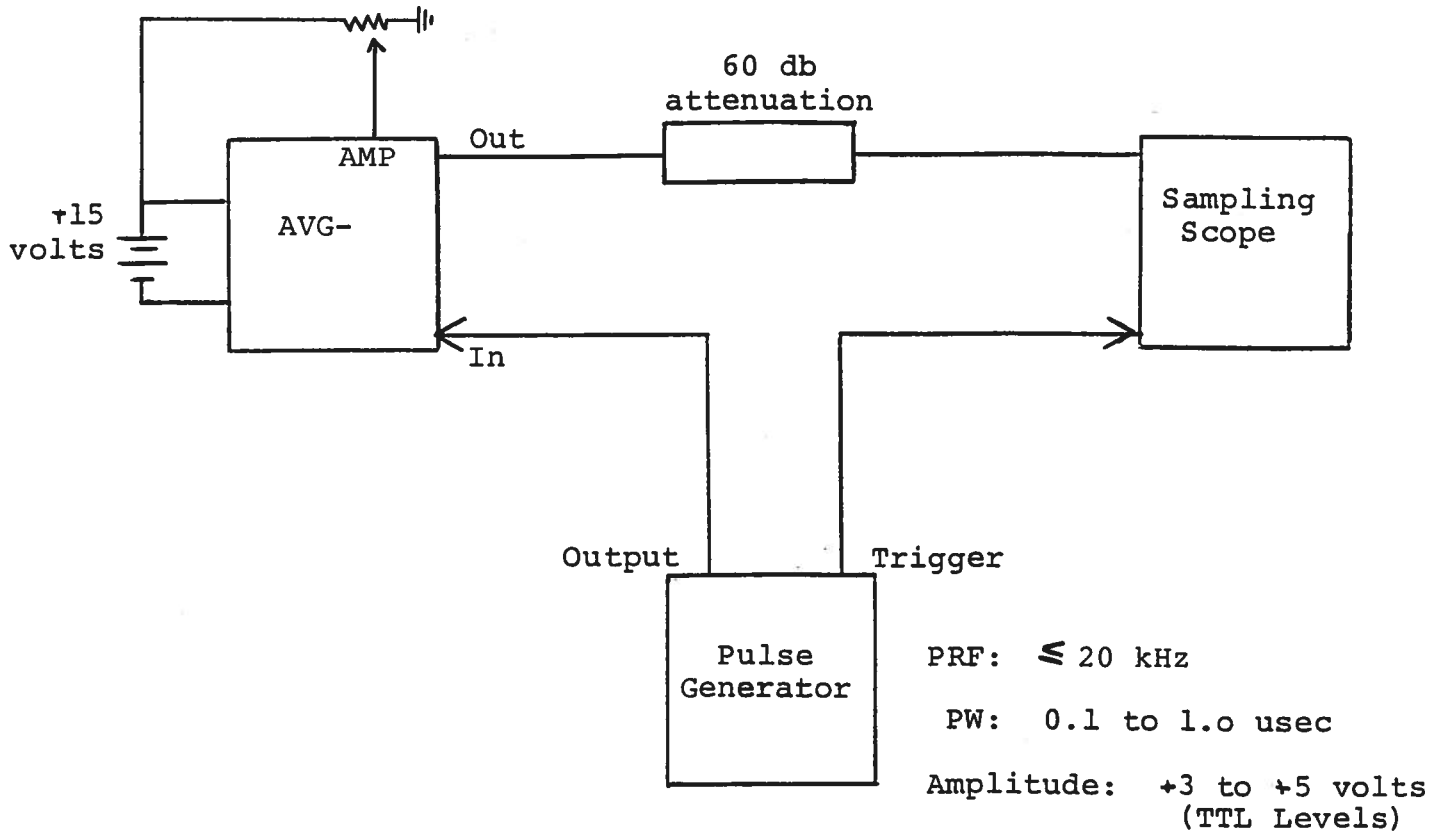 60 db
attenuation
Out
AMP
Sampling
Scope
+15
volts
AVG-
In
Output
Trigger
Pulse
Generator
PRF: ≤ 20 kHz
PW: 0.1 to 1.o usec
Amplitude: +3 to +5 volts
(TTL Levels)